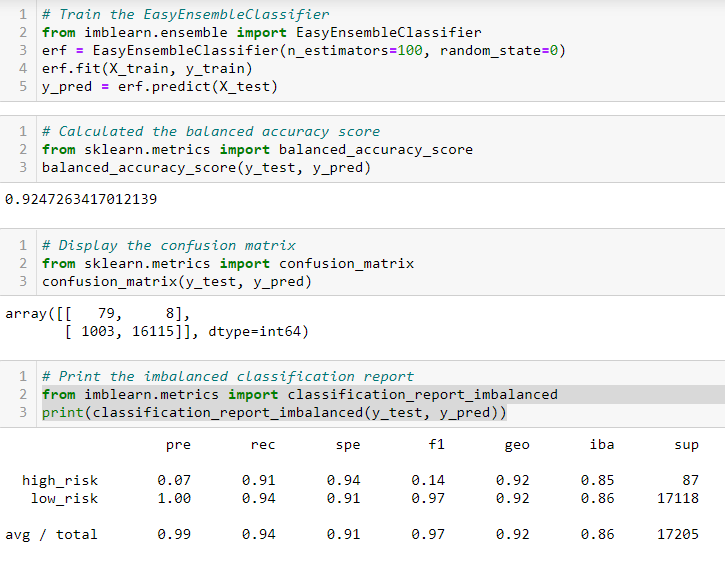 1 # Train the EasyEnsembleClassifier
2 from imblearn.ensemble import EasyEnsembleClassifier
3 erf = EasyEnsembleClassifier(n_estimators=100, random_state=0)
4 erf.fit(X_train, y_train)
5 y_pred = erf.predict(X_test)
1 # Calculated the balanced accuracy score
2 from sklearn.metrics import balanced_accuracy_score
3 balanced_accuracy_score(y_test, y_pred)
0.9247263417012139
1 # Display the confusion matrix
2 from sklearn.metrics import confusion_matrix
3 confusion_matrix(y_test, y_pred)
array([[   79,     8],
       [ 1003, 16115]], dtype=int64)
1 # Print the imbalanced classification report
2 from imblearn.metrics import classification_report_imbalanced
3 print(classification_report_imbalanced(y_test, y_pred))
pre rec spe f1 geo iba sup
high_risk 0.07 0.91 0.94 0.14 0.92 0.85 87
low_risk 1.00 0.94 0.91 0.97 0.92 0.86 17118
avg / total 0.99 0.94 0.91 0.97 0.92 0.86 17205